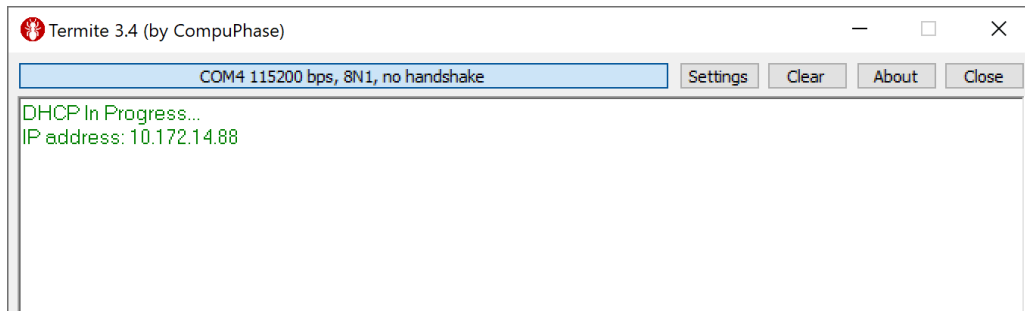 Termite 3.4 (by CompuPhase)
COM4 115200 bps, 8N1, no handshake
Settings
Clear
About
Close
DHCP In Progress...
IP address: 10.172.14.88